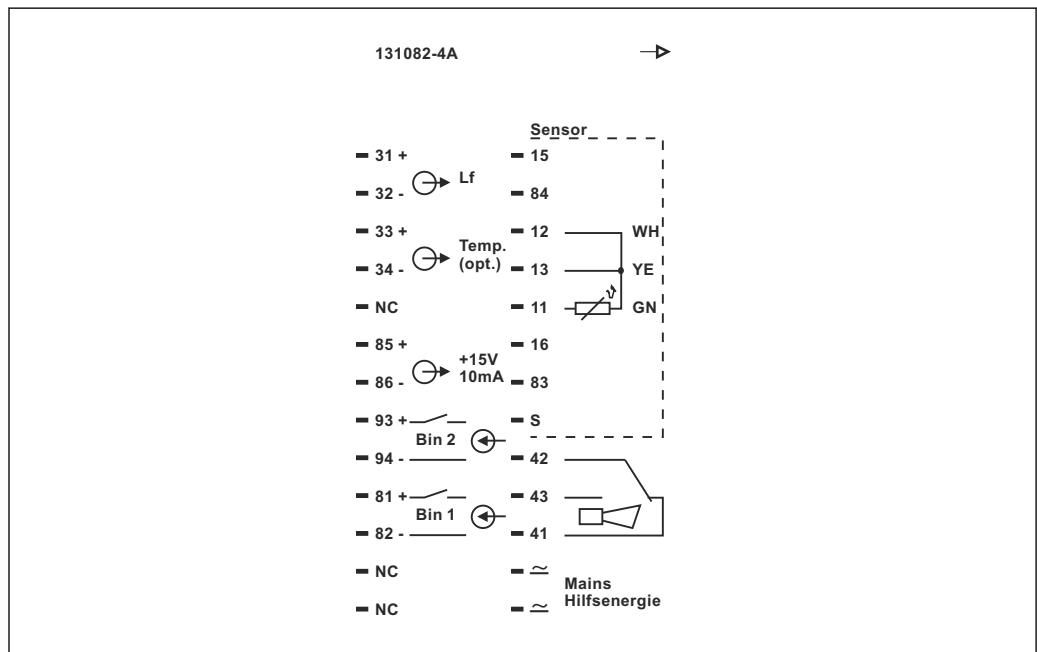 131082-4A
Sensor
31 +
15
Lf
32 -
84
33 +
12
WH
Temp.
(opt.)
34 -
13
YE
NC
11
GN
85 +
16
+15V
10mA
86 -
83
93 +
S
Bin 2
94 -
42
81 +
43
Bin 1
82 -
41
NC
≃
Mains
Hilfsenergie
NC
≃